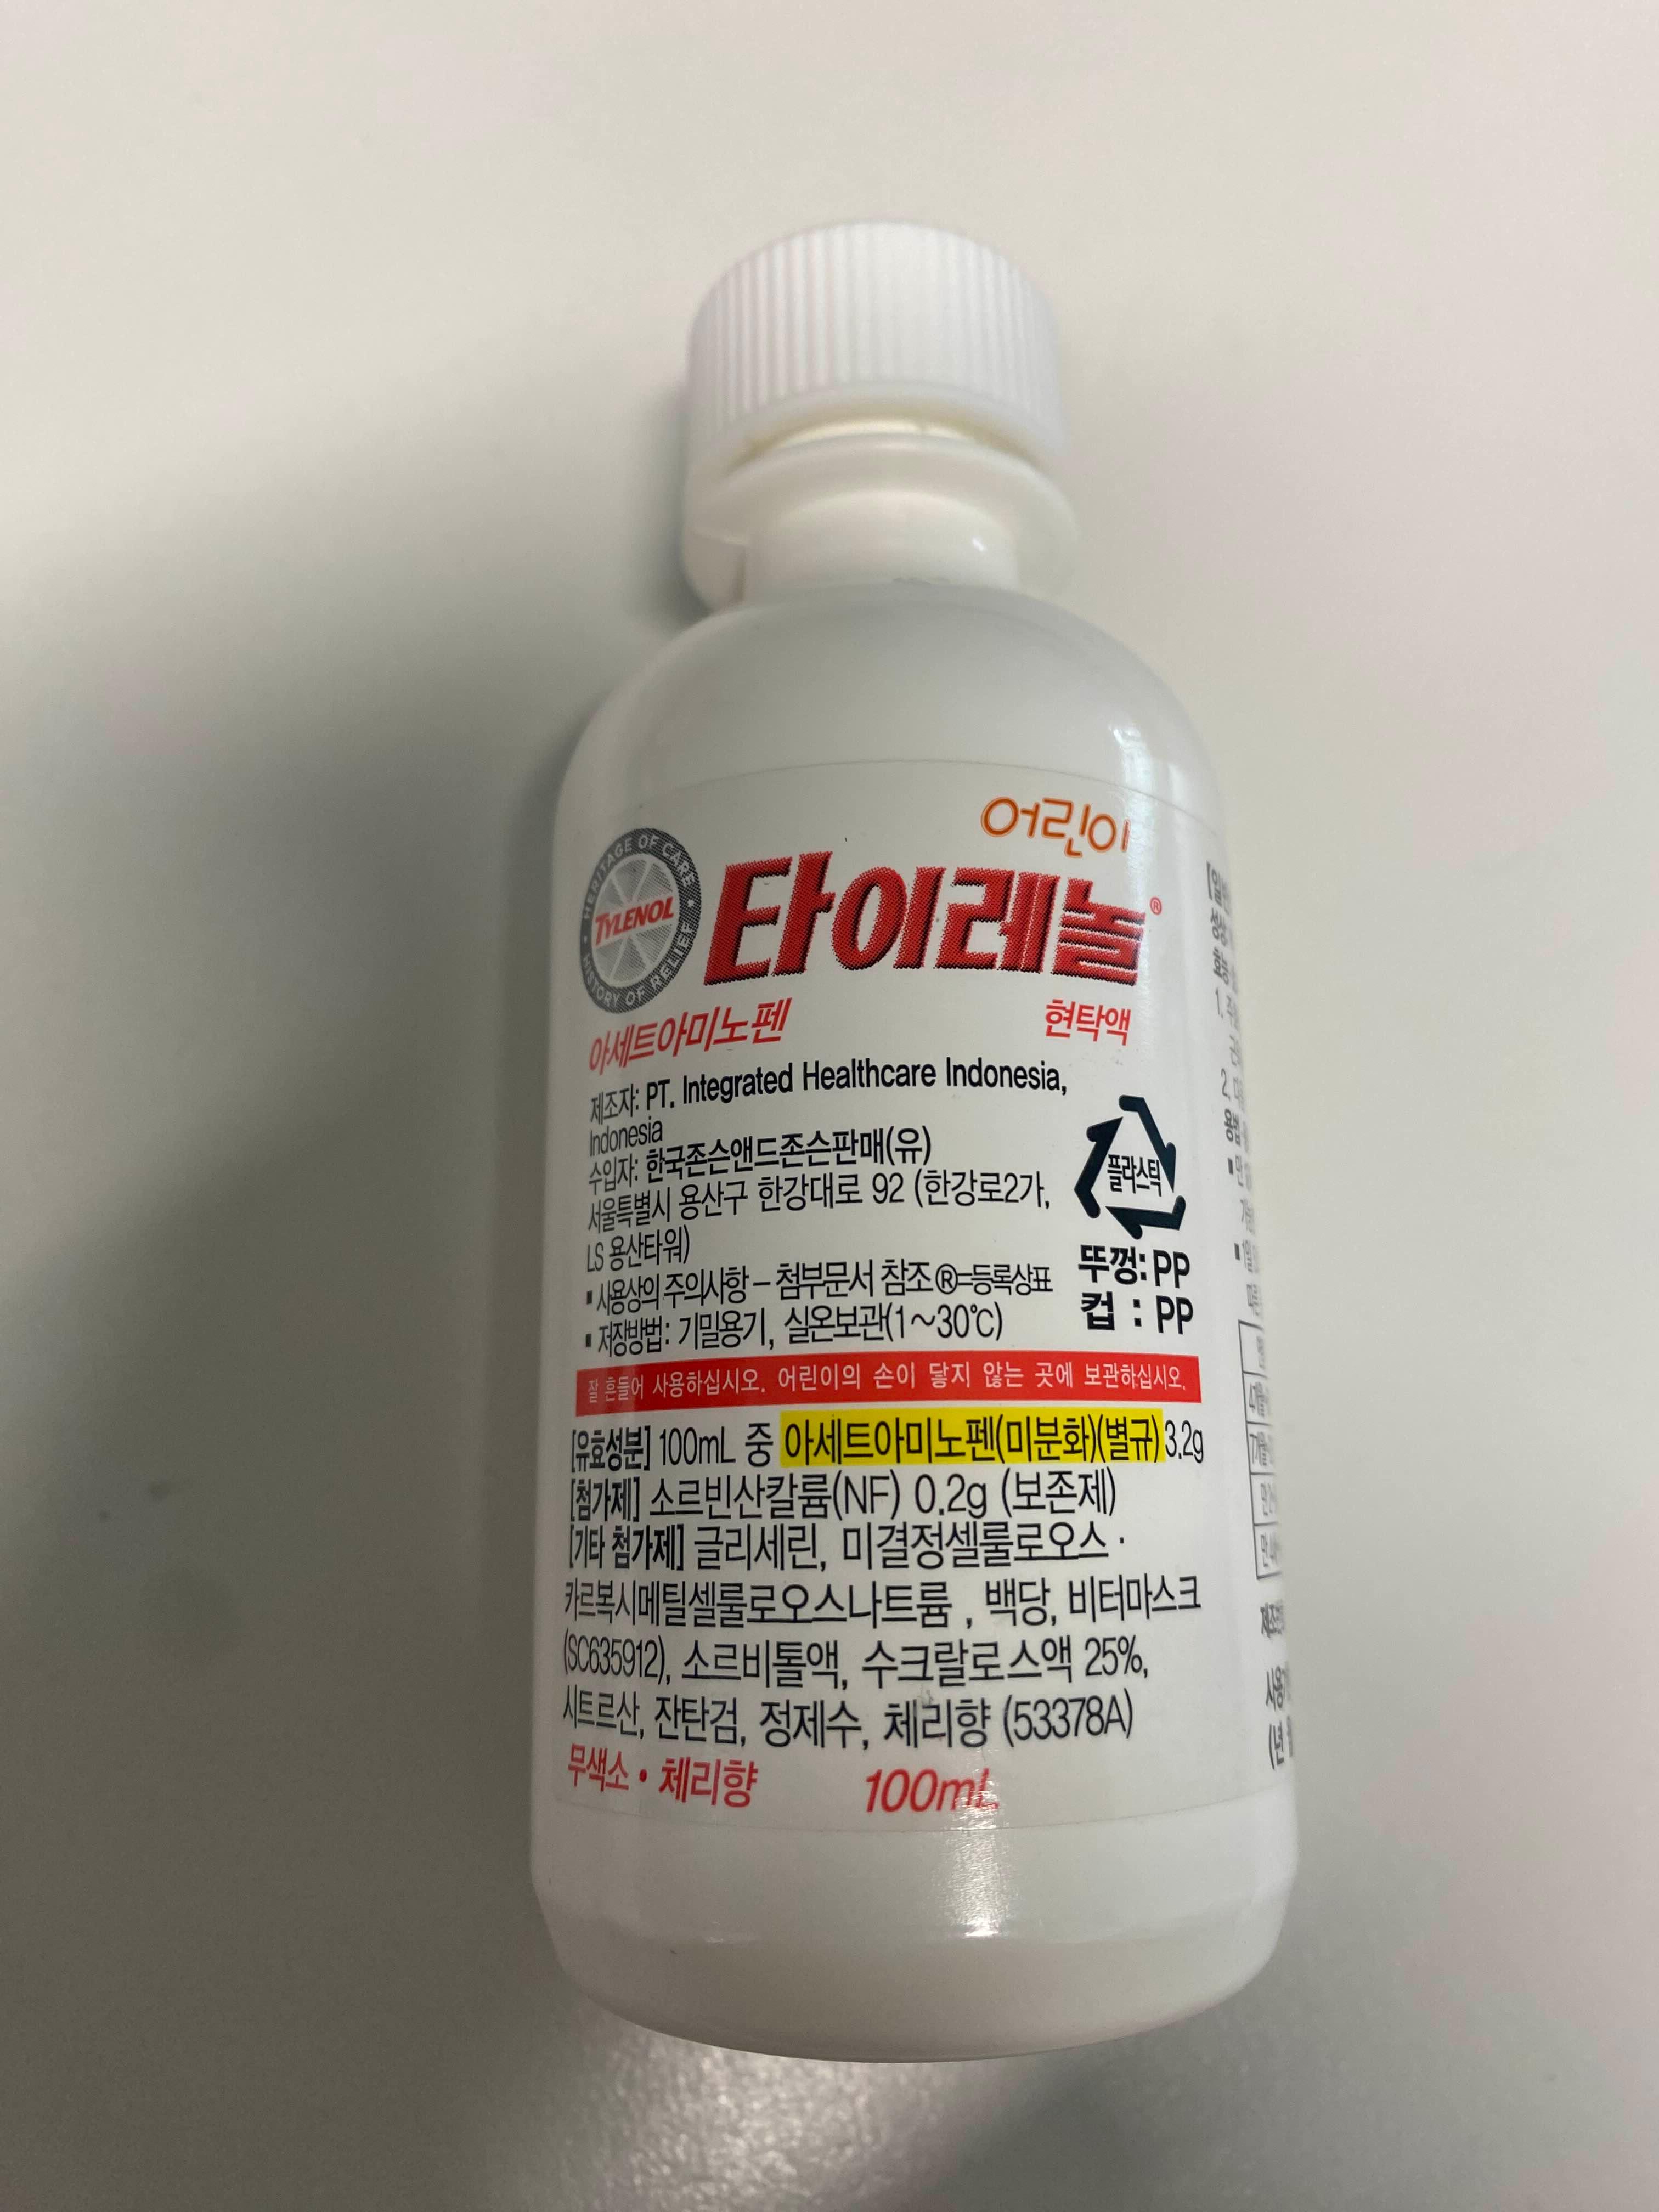 어린이
HERITAGE OF CARE
TYLENOL
HISTORY OF RELIEF
타이레놀®
아세트아미노펜 현탁액
제조자: PT. Integrated Healthcare Indonesia,
Indonesia
수입자: 한국존슨앤드존슨판매(유)
서울특별시 용산구 한강대로 92 (한강로2가,
LS 용산타워)
▪ 사용상의 주의사항 – 첨부문서 참조 ®=등록상표
▪ 저장방법: 기밀용기, 실온보관(1~30℃)
플라스틱
뚜껑: PP
컵 : PP
잘 흔들어 사용하십시오. 어린이의 손이 닿지 않는 곳에 보관하십시오.
[유효성분] 100mL 중 아세트아미노펜(미분화)(별규) 3.2g
[첨가제] 소르빈산칼륨(NF) 0.2g (보존제)
[기타 첨가제] 글리세린, 미결정셀룰로오스 ·
카르복시메틸셀룰로오스나트륨 , 백당, 비터마스크
(SC635912), 소르비톨액, 수크랄로스액 25%,
시트르산, 잔탄검, 정제수, 체리향 (53378A)
무색소 • 체리향 100mL